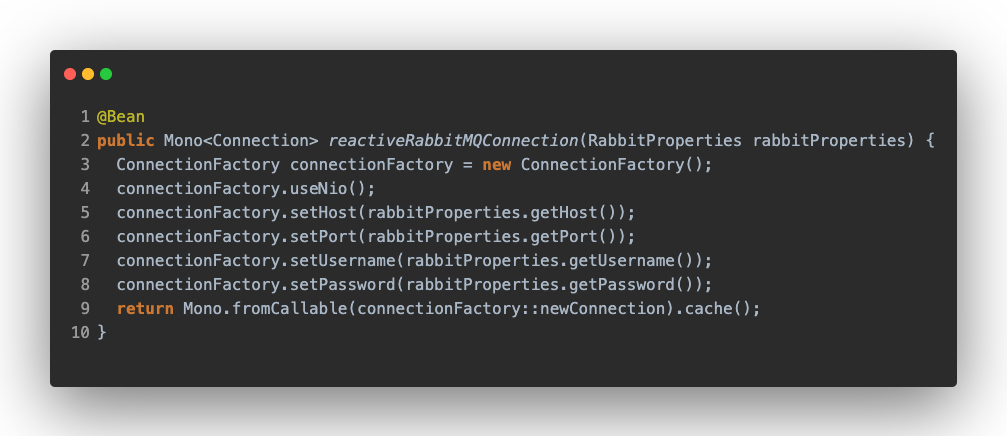 1 @Bean
2 public Mono<Connection> reactiveRabbitMQConnection(RabbitProperties rabbitProperties) {
3   ConnectionFactory connectionFactory = new ConnectionFactory();
4   connectionFactory.useNio();
5   connectionFactory.setHost(rabbitProperties.getHost());
6   connectionFactory.setPort(rabbitProperties.getPort());
7   connectionFactory.setUsername(rabbitProperties.getUsername());
8   connectionFactory.setPassword(rabbitProperties.getPassword());
9   return Mono.fromCallable(connectionFactory::newConnection).cache();
10 }